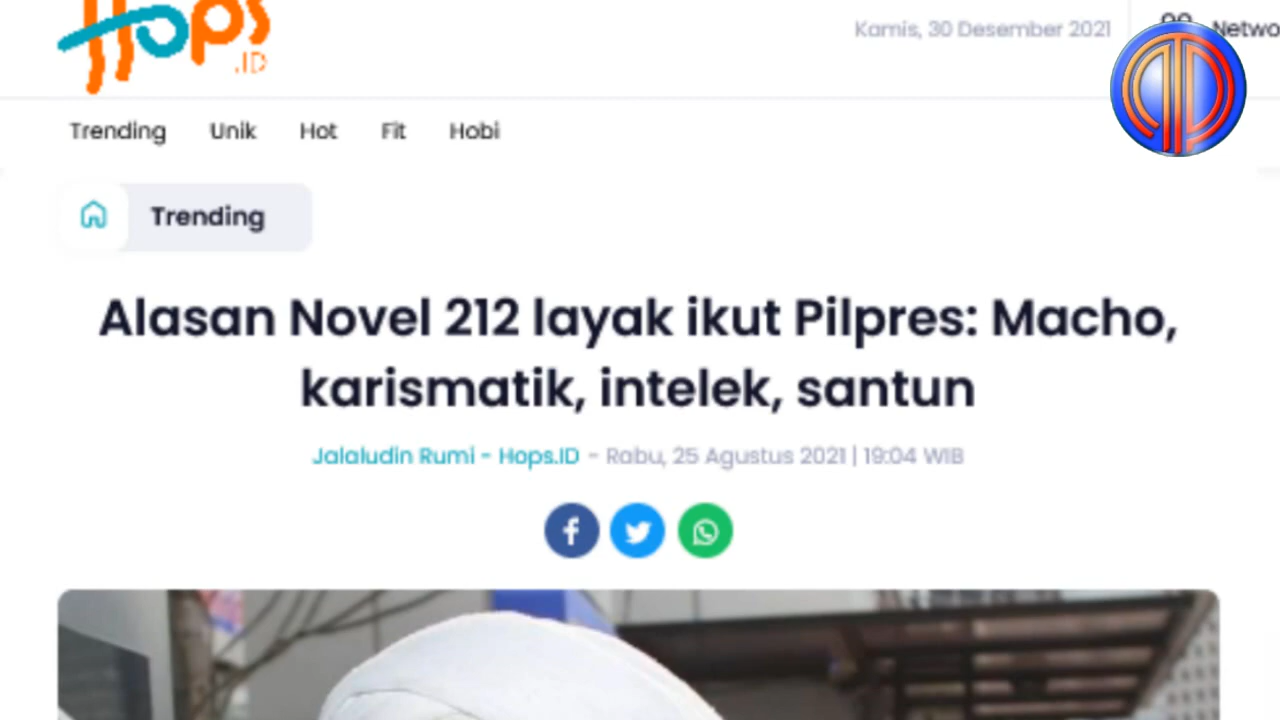 Hops
.ID
Kamis, 30 Desember 2021
Netwo
Trending Unik Hot Fit Hobi
Trending
Alasan Novel 212 layak ikut Pilpres: Macho,
karismatik, intelek, santun
Jalaludin Rumi - Hops.ID - Rabu, 25 Agustus 2021 | 19:04 WIB